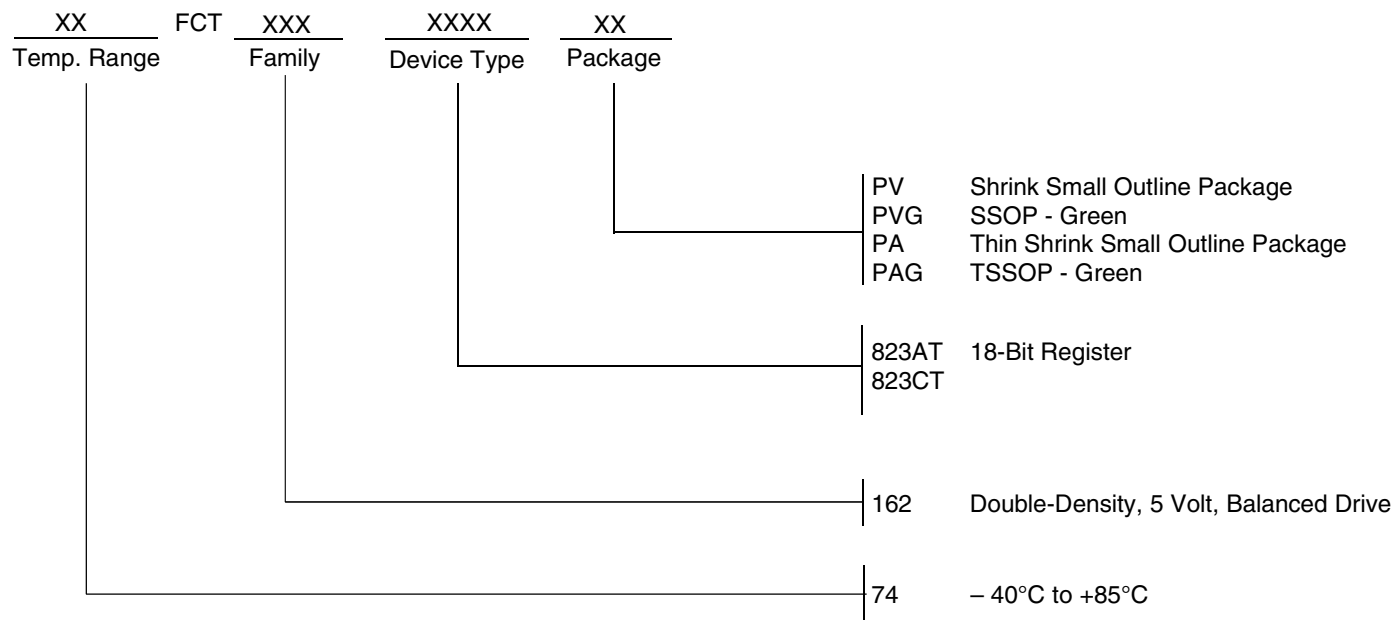 XX FCT XXX XXXX XX
Temp. Range Family Device Type Package
PV Shrink Small Outline Package
PVG SSOP - Green
PA Thin Shrink Small Outline Package
PAG TSSOP - Green
823AT 18-Bit Register
823CT
162 Double-Density, 5 Volt, Balanced Drive
74 – 40°C to +85°C